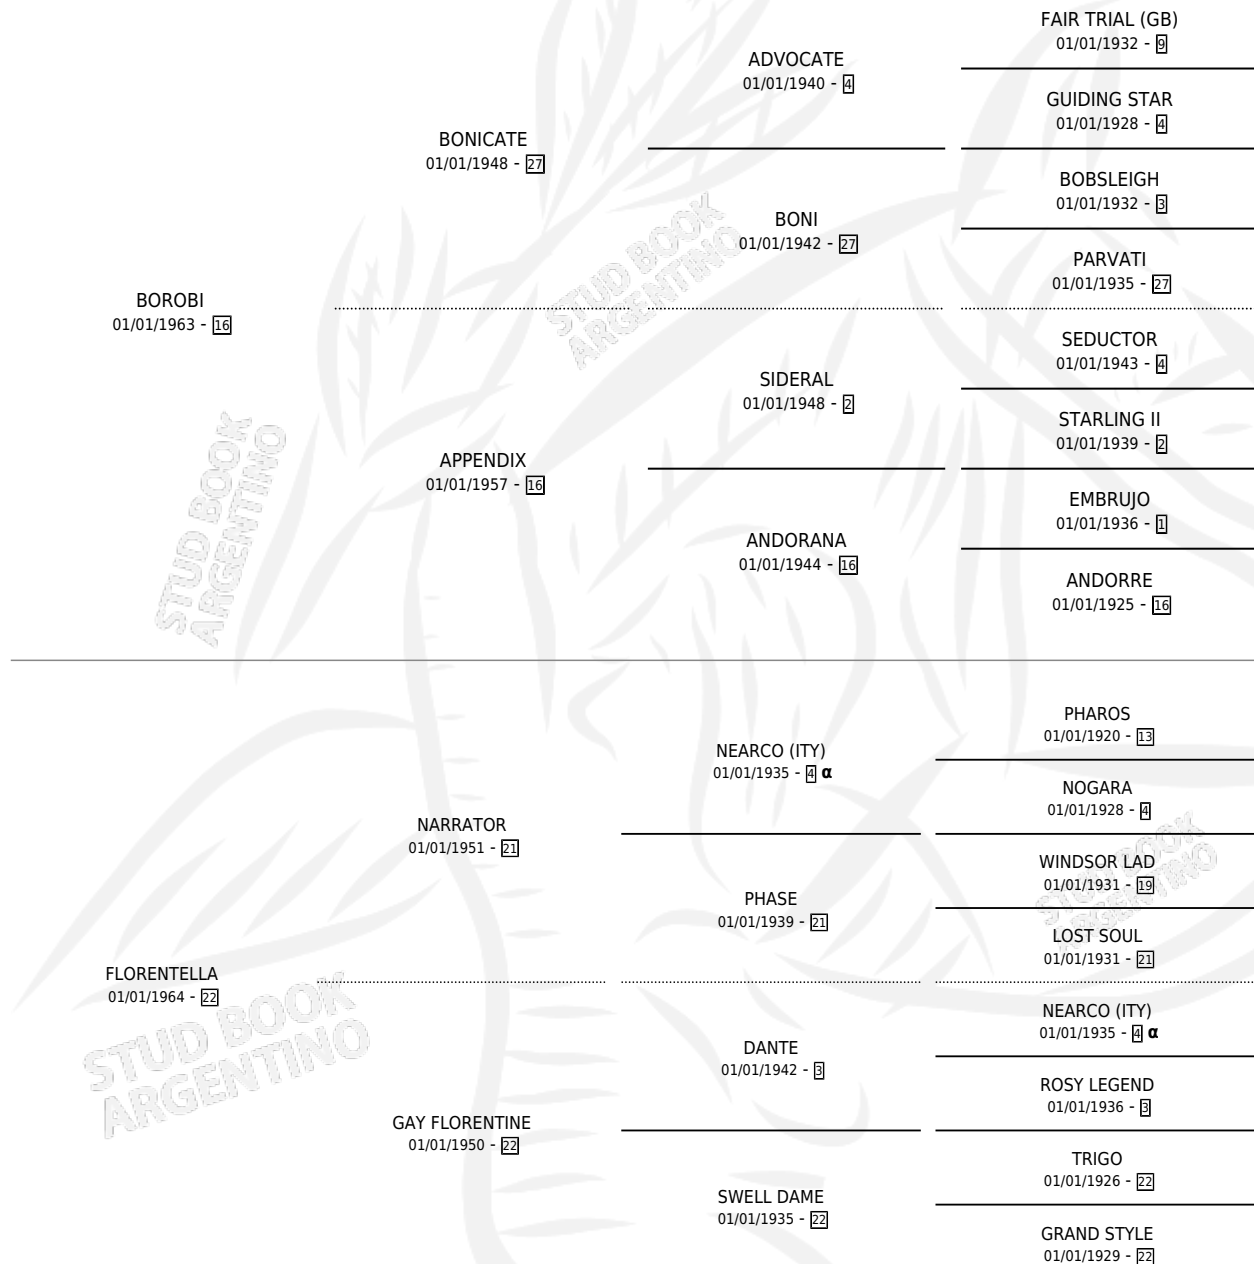 FAIR TRIAL (GB)
01/01/1932 - 9
ADVOCATE
01/01/1940 - 4
GUIDING STAR
01/01/1928 - 4
BONICATE
01/01/1948 - 27
BOBSLEIGH
01/01/1932 - 3
BONI
01/01/1942 - 27
PARVATI
01/01/1935 - 27
BOROBI
01/01/1963 - 16
SEDUCTOR
01/01/1943 - 4
SIDERAL
01/01/1948 - 2
STARLING II
01/01/1939 - 2
APPENDIX
01/01/1957 - 16
EMBRUJO
01/01/1936 - 1
ANDORANA
01/01/1944 - 16
ANDORRE
01/01/1925 - 16
STUD BOOK
ARGENTINO
STUD BOOK
ARGENTINO
PHAROS
01/01/1920 - 13
NEARCO (ITY)
01/01/1935 - 4 α
NOGARA
01/01/1928 - 4
NARRATOR
01/01/1951 - 21
WINDSOR LAD
01/01/1931 - 19
PHASE
01/01/1939 - 21
LOST SOUL
01/01/1931 - 21
FLORENTELLA
01/01/1964 - 22
NEARCO (ITY)
01/01/1935 - 4 α
DANTE
01/01/1942 - 3
ROSY LEGEND
01/01/1936 - 3
GAY FLORENTINE
01/01/1950 - 22
TRIGO
01/01/1926 - 22
SWELL DAME
01/01/1935 - 22
GRAND STYLE
01/01/1929 - 22
STUD BOOK
ARGENTINO
STUD BOOK
ARGENTINO